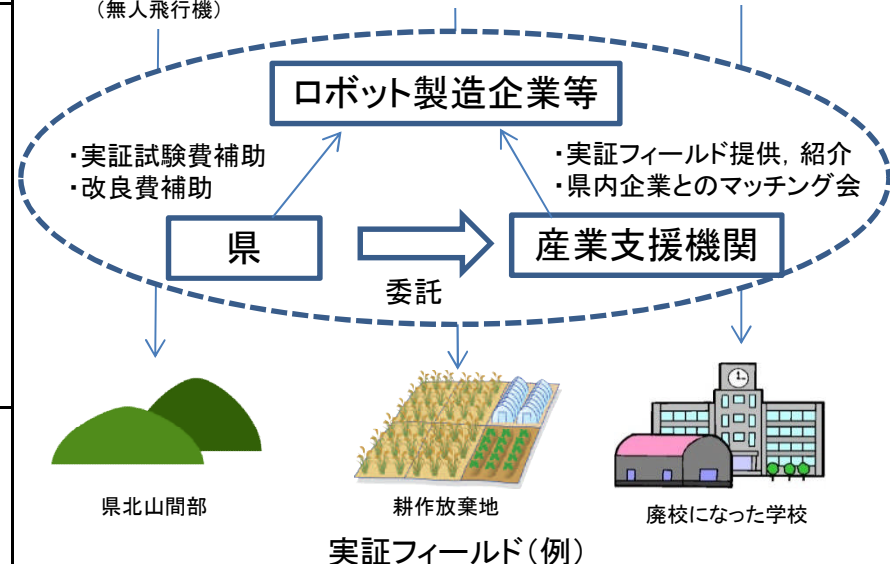 (無人飛行機)
ロボット製造企業等
・実証試験費補助
・改良費補助
・実証フィールド提供，紹介
・県内企業とのマッチング会
県
産業支援機関
委託
県北山間部
耕作放棄地
廃校になった学校
実証フィールド(例)